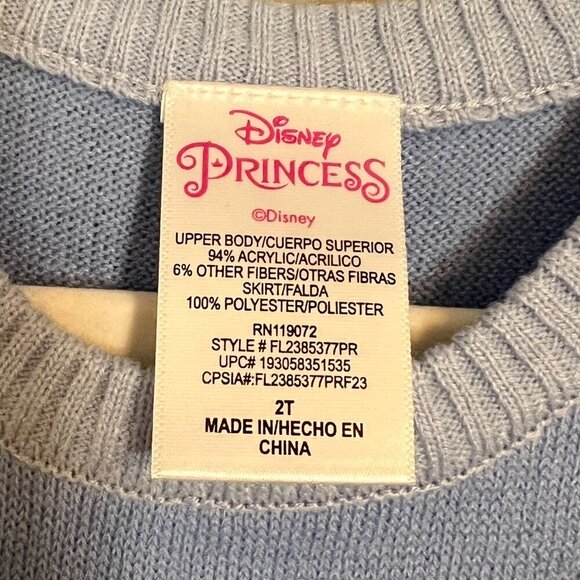 Disney
PRINCESS
©Disney
UPPER BODY/CUERPO SUPERIOR
94% ACRYLIC/ACRILICO
6% OTHER FIBERS/OTRAS FIBRAS
SKIRT/FALDA
100% POLYESTER/POLIESTER
RN119072
STYLE # FL2385377PR
UPC# 193058351535
CPSIA#:FL2385377PRF23
2T
MADE IN/HECHO EN
CHINA